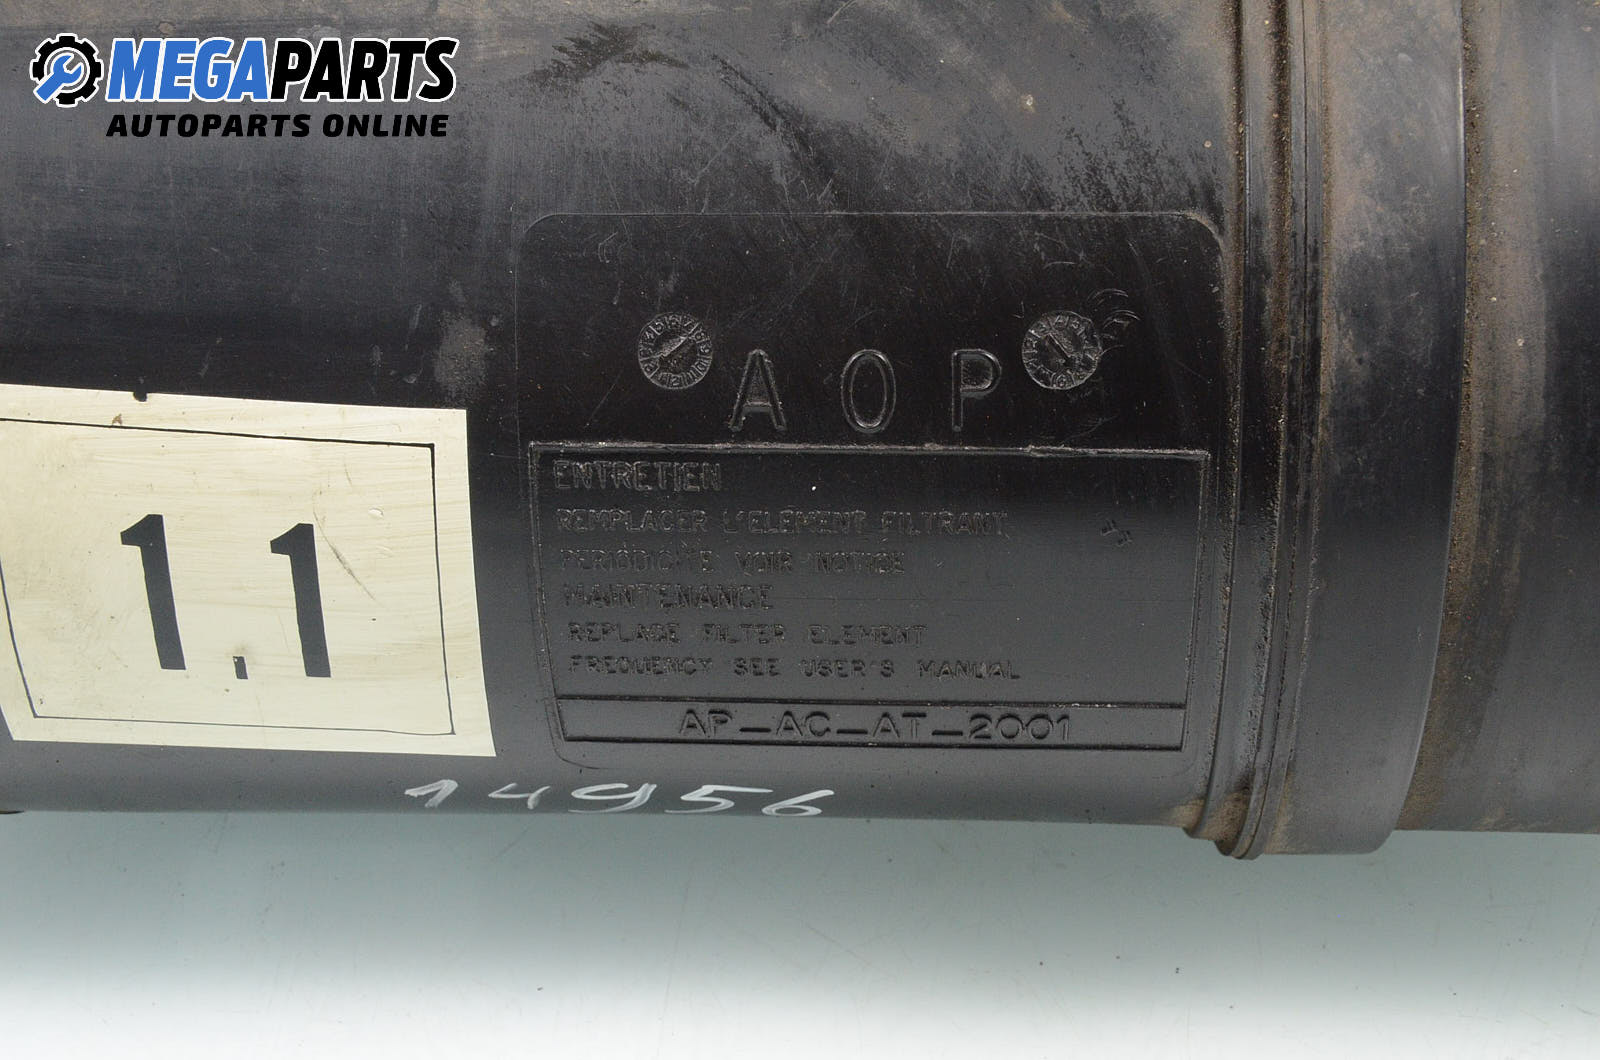 MEGAPARTS
AUTOPARTS ONLINE
A O P
ENTRETIEN
REMPLACER L'ELEMENT FILTRANT
PERIODICITE VOIR NOTICE
MAINTENANCE
REPLACE FILTER ELEMENT
FREQUENCY SEE USER'S MANUAL
AP_AC_AT_2001
1.1
14956